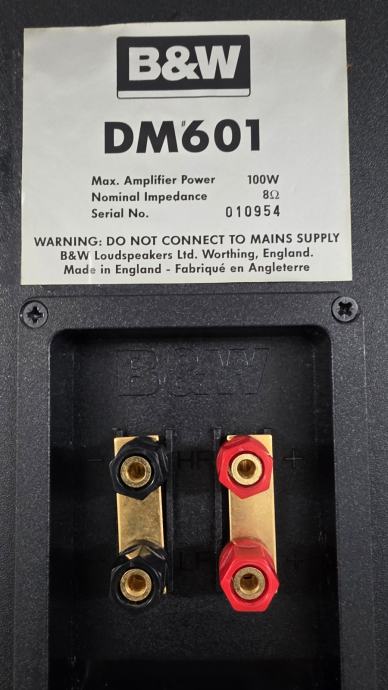 B&W
DM601
Max. Amplifier Power 100W
Nominal Impedance 8Ω
Serial No. 010954
WARNING: DO NOT CONNECT TO MAINS SUPPLY
B&W Loudspeakers Ltd. Worthing, England.
Made in England - Fabriqué en Angleterre
B&W
- HF +